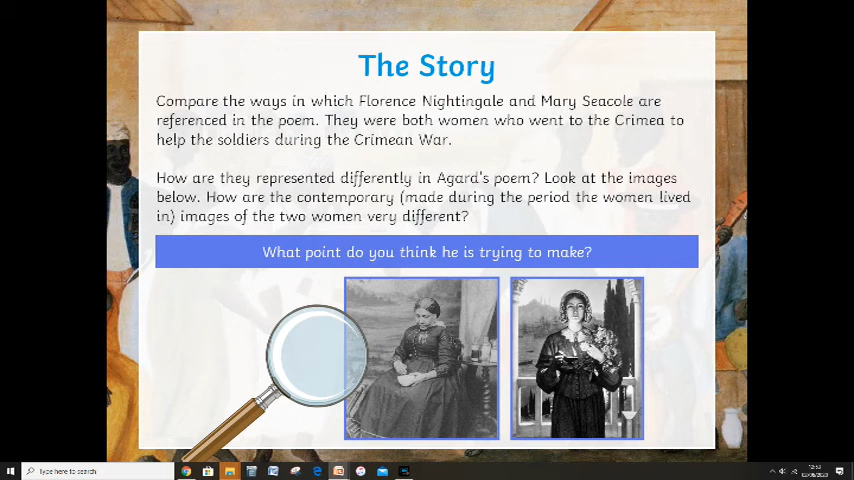 The Story
Compare the ways in which Florence Nightingale and Mary Seacole are
referenced in the poem. They were both women who went to the Crimea to
help the soldiers during the Crimean War.
How are they represented differently in Agard's poem? Look at the images
below. How are the contemporary (made during the period the women lived
in) images of the two women very different?
What point do you think he is trying to make?
Type here to search